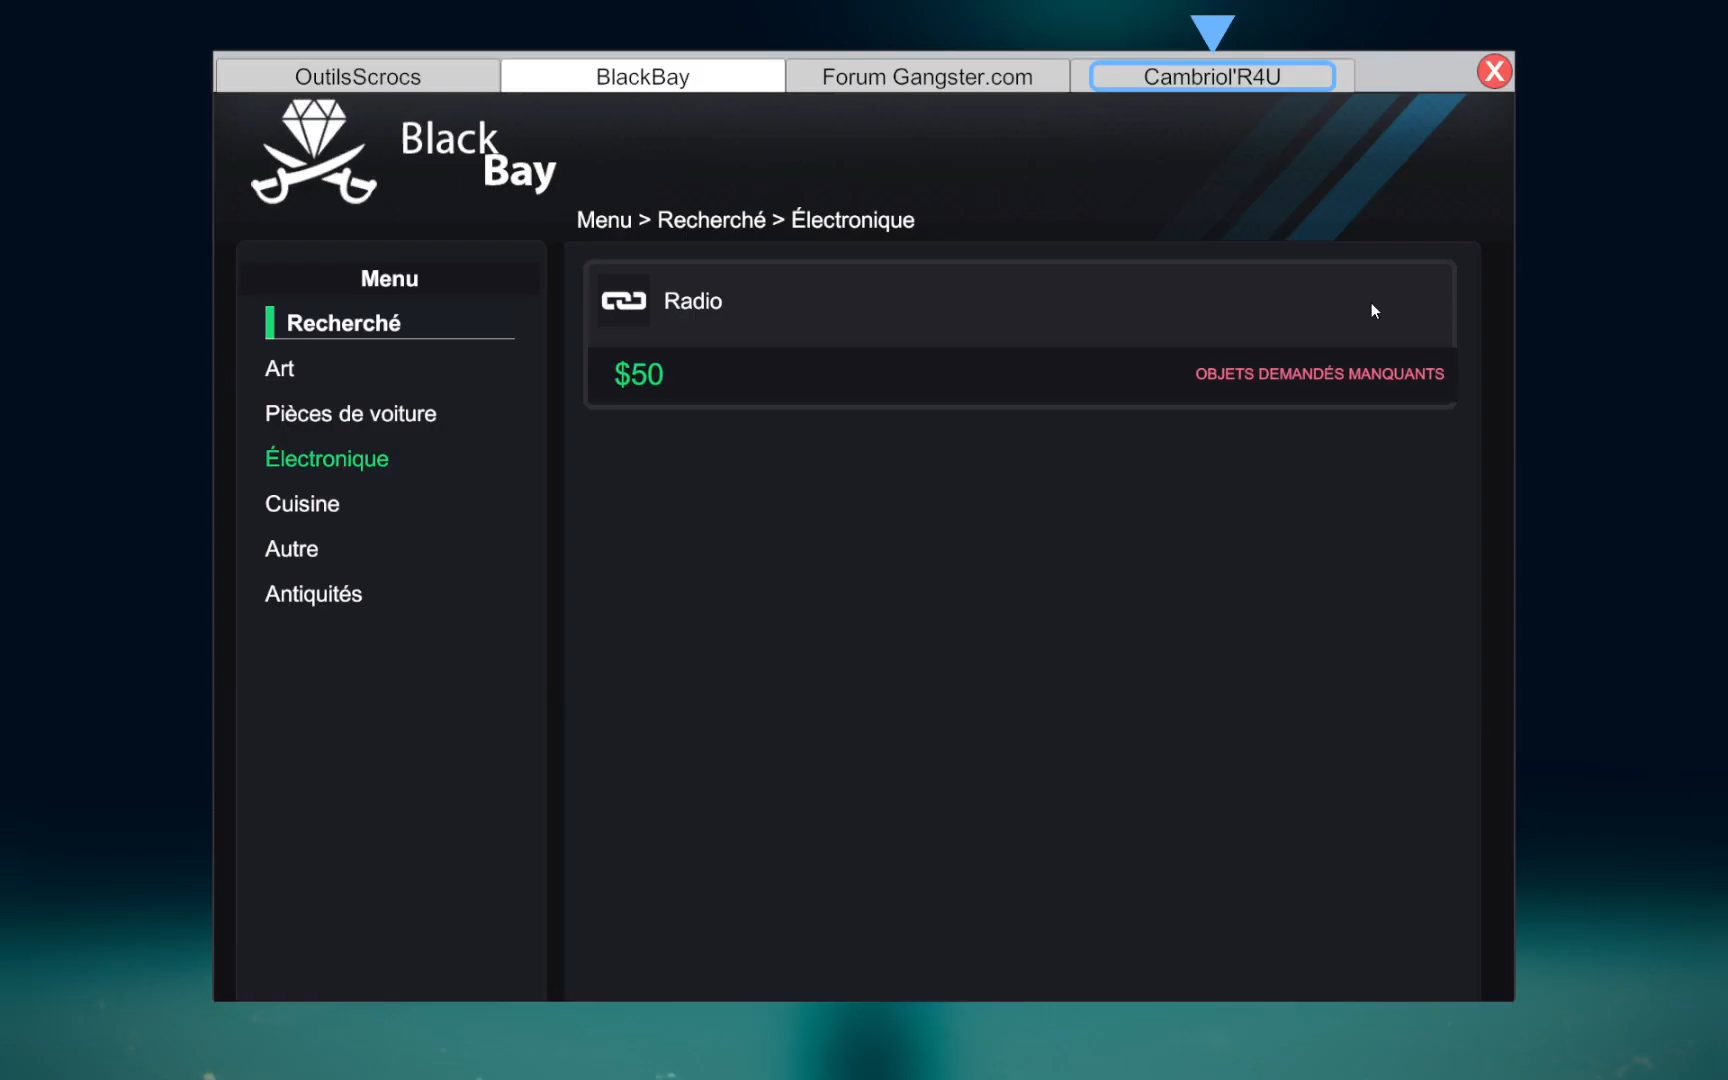 OutilsScrocs
BlackBay
Forum Gangster.com
Cambriol'R4U
X
Black
Bay
Menu > Recherché > Électronique
Menu
Recherché
Art
Pièces de voiture
Électronique
Cuisine
Autre
Antiquités
Radio
$50
OBJETS DEMANDÉS MANQUANTS